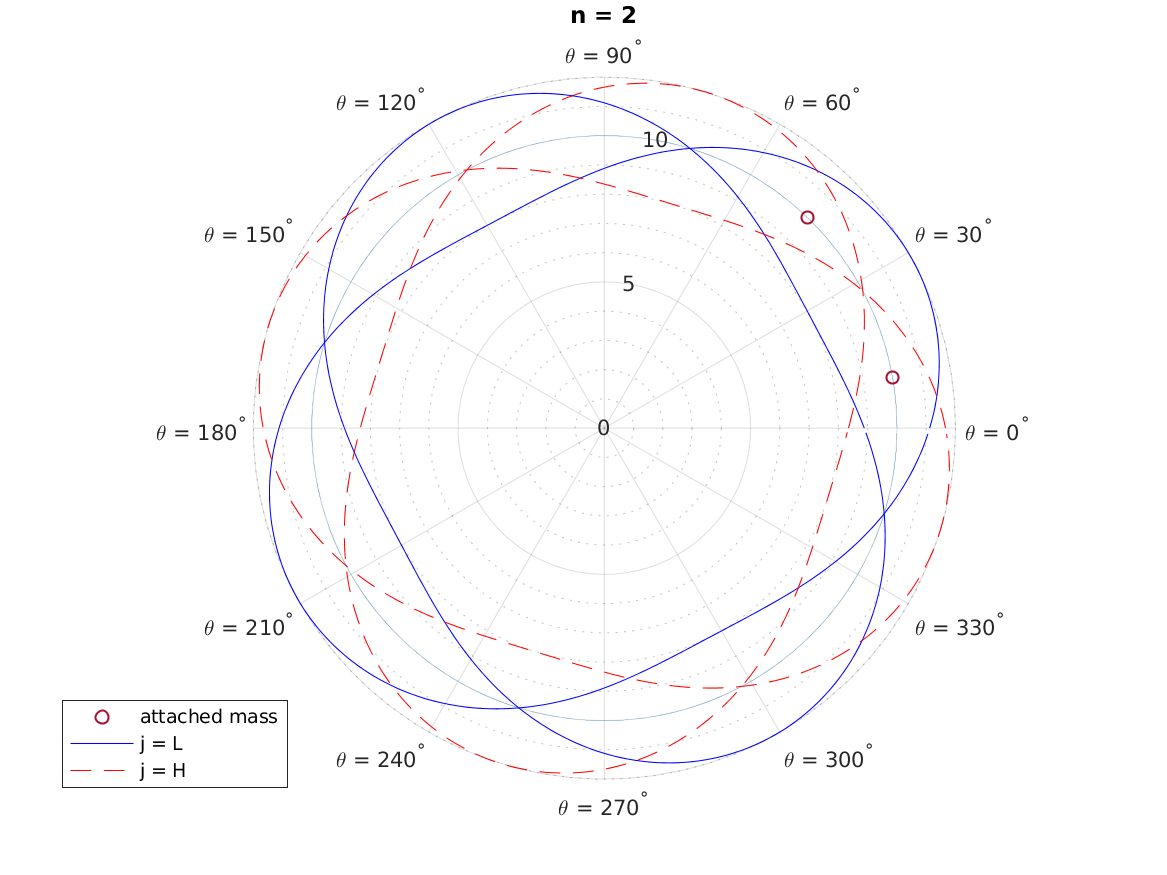 n = 2
θ = 90°
θ = 120°
θ = 60°
10
θ = 150°
θ = 30°
5
θ = 180°
0
θ = 0°
θ = 210°
θ = 330°
attached mass
j = L
j = H
θ = 240°
θ = 300°
θ = 270°